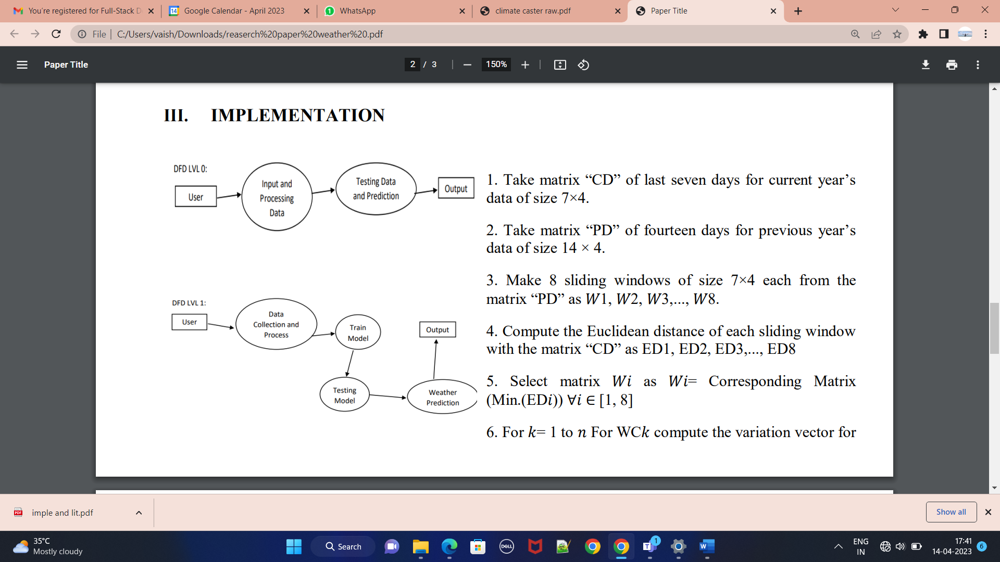 You're registered for Full-Stack D
Google Calendar - April 2023
WhatsApp
climate caster raw.pdf
Paper Title
File | C:/Users/vaish/Downloads/reaserch%20paper%20weather%20.pdf
Paper Title
2 / 3
150%
III. IMPLEMENTATION
DFD LVL 0:
User
Input and
Processing
Data
Testing Data
and Prediction
Output
DFD LVL 1:
User
Data
Collection and
Process
Train
Model
Testing
Model
Weather
Prediction
Output
1. Take matrix “CD” of last seven days for current year’s
data of size 7×4.
2. Take matrix “PD” of fourteen days for previous year’s
data of size 14 × 4.
3. Make 8 sliding windows of size 7×4 each from the
matrix “PD” as W1, W2, W3,..., W8.
4. Compute the Euclidean distance of each sliding window
with the matrix “CD” as ED1, ED2, ED3,..., ED8
5. Select matrix Wi as Wi= Corresponding Matrix
(Min.(EDi)) ∀i ∈ [1, 8]
6. For k= 1 to n For WCk compute the variation vector for
PDF
imple and lit.pdf
Show all
35°C
Mostly cloudy
Search
DELL
1
ENG
IN
17:41
14-04-2023
6